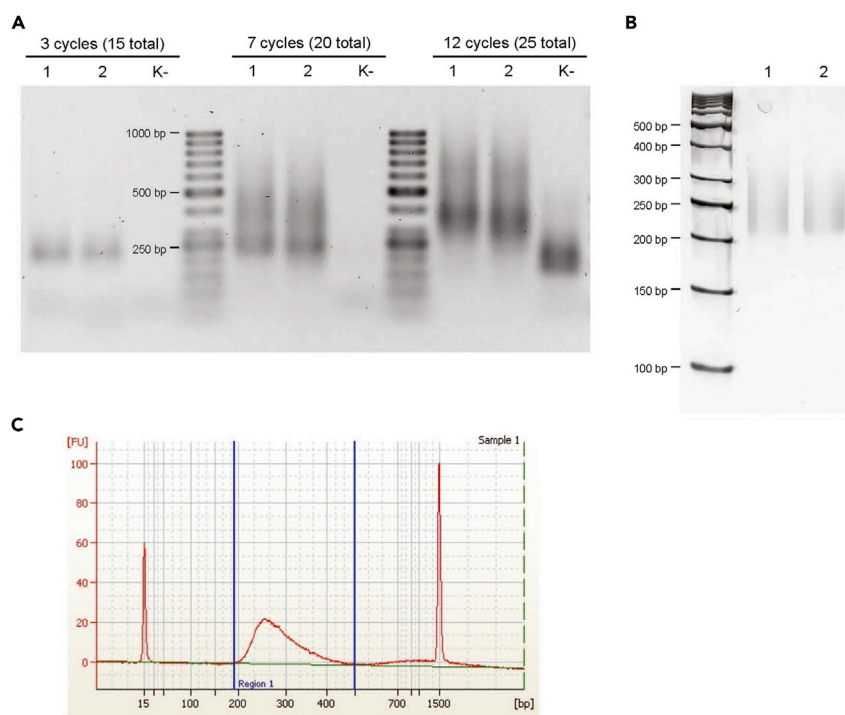 A
3 cycles (15 total)
7 cycles (20 total)
12 cycles (25 total)
1 2 K-
1 2 K-
1 2 K-
1000 bp
500 bp
250 bp
B
1 2
500 bp
400 bp
300 bp
250 bp
200 bp
150 bp
100 bp
C
[FU]
Sample 1
100
80
60
40
20
0
Region 1
15 100 200 300 400 700 1500 [bp]